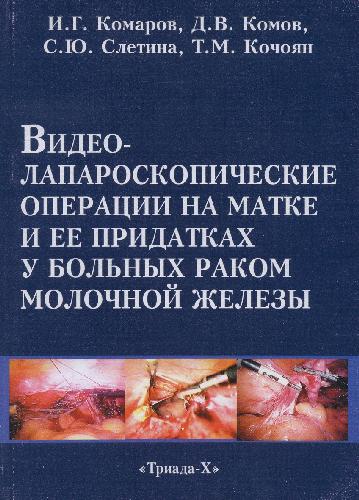 И.Г. Комаров, Д.В. Комов,
С.Ю. Слетина, Т.М. Кочоян
Видео-
лапароскопические
операции на матке
и ее придатках
у больных раком
молочной железы
«Триада-Х»